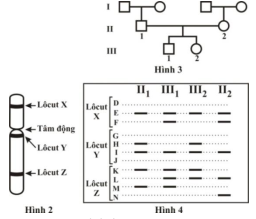 I
II
1
2
III
1
2
Hình 3
Lôcut X
Tâm động
Lôcut Y
Lôcut Z
Hình 2
II₁ III₁ III₂ II₂
Lôcut X
D
E
F
Lôcut Y
G
H
I
J
Lôcut Z
K
L
M
N
Hình 4